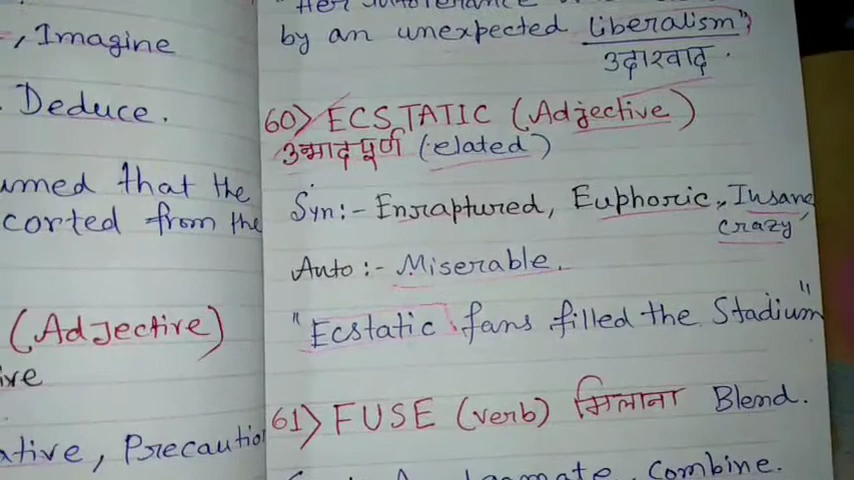 , Imagine
Deduce.
umed that the
corted from the
(Adjective)
ive
ative, Precautio
by an unexpected liberalism"
उदारवाद.
60) ECSTATIC (Adjective)
उन्मादपूर्ण (elated)
Syn:- Enraptured, Euphoric, Insane,
crazy
Auto:- Miserable.
"Ecstatic fans filled the Stadium"
61) FUSE (verb) मिलाना Blend.
combine.